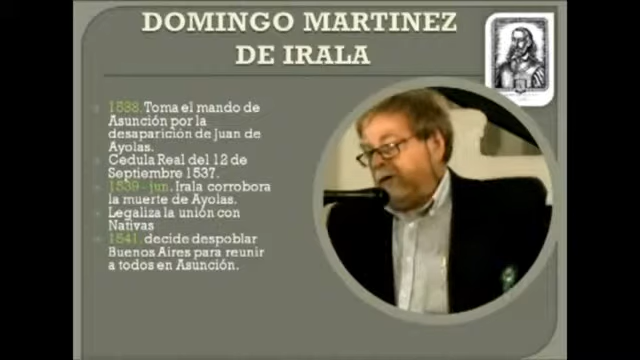 DOMINGO MARTINEZ
DE IRALA
1538. Toma el mando de
Asunción por la
desaparición de Juan de
Ayolas.
Cedula Real del 12 de
Septiembre 1537.
1539 - jun. Irala corrobora
la muerte de Ayolas.
Legaliza la unión con
Nativas
1541. decide despoblar
Buenos Aires para reunir
a todos en Asunción.